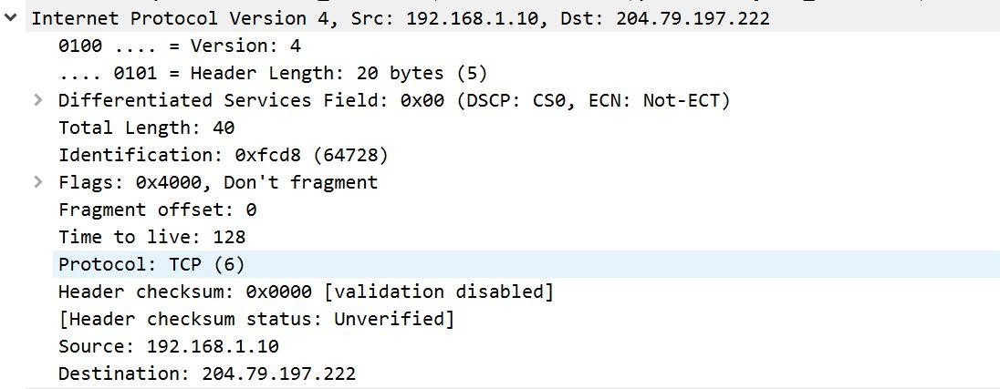 Internet Protocol Version 4, Src: 192.168.1.10, Dst: 204.79.197.222
0100 .... = Version: 4
.... 0101 = Header Length: 20 bytes (5)
Differentiated Services Field: 0x00 (DSCP: CS0, ECN: Not-ECT)
Total Length: 40
Identification: 0xfcd8 (64728)
Flags: 0x4000, Don't fragment
Fragment offset: 0
Time to live: 128
Protocol: TCP (6)
Header checksum: 0x0000 [validation disabled]
[Header checksum status: Unverified]
Source: 192.168.1.10
Destination: 204.79.197.222